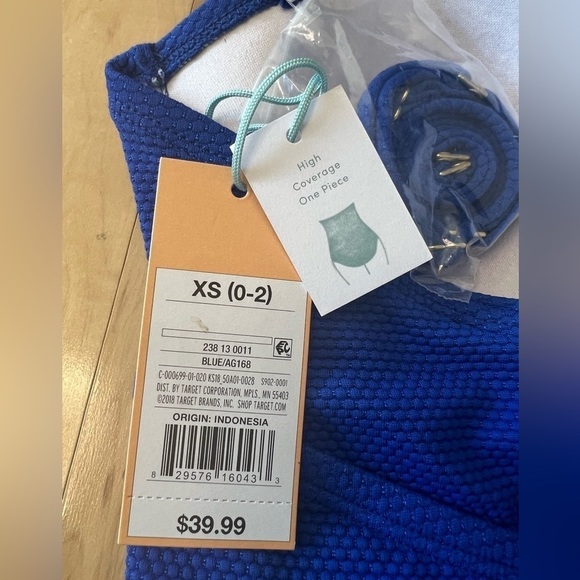 High
Coverage
One Piece
XS (0-2)
238 13 0011
BLUE/AG168
C-000699-01-020 KS18_50A01-0028 S902-0001
DIST. BY TARGET CORPORATION, MPLS., MN 55403
©2018 TARGET BRANDS, INC. SHOP TARGET.COM
ORIGIN: INDONESIA
8 29576 16043 3
$39.99